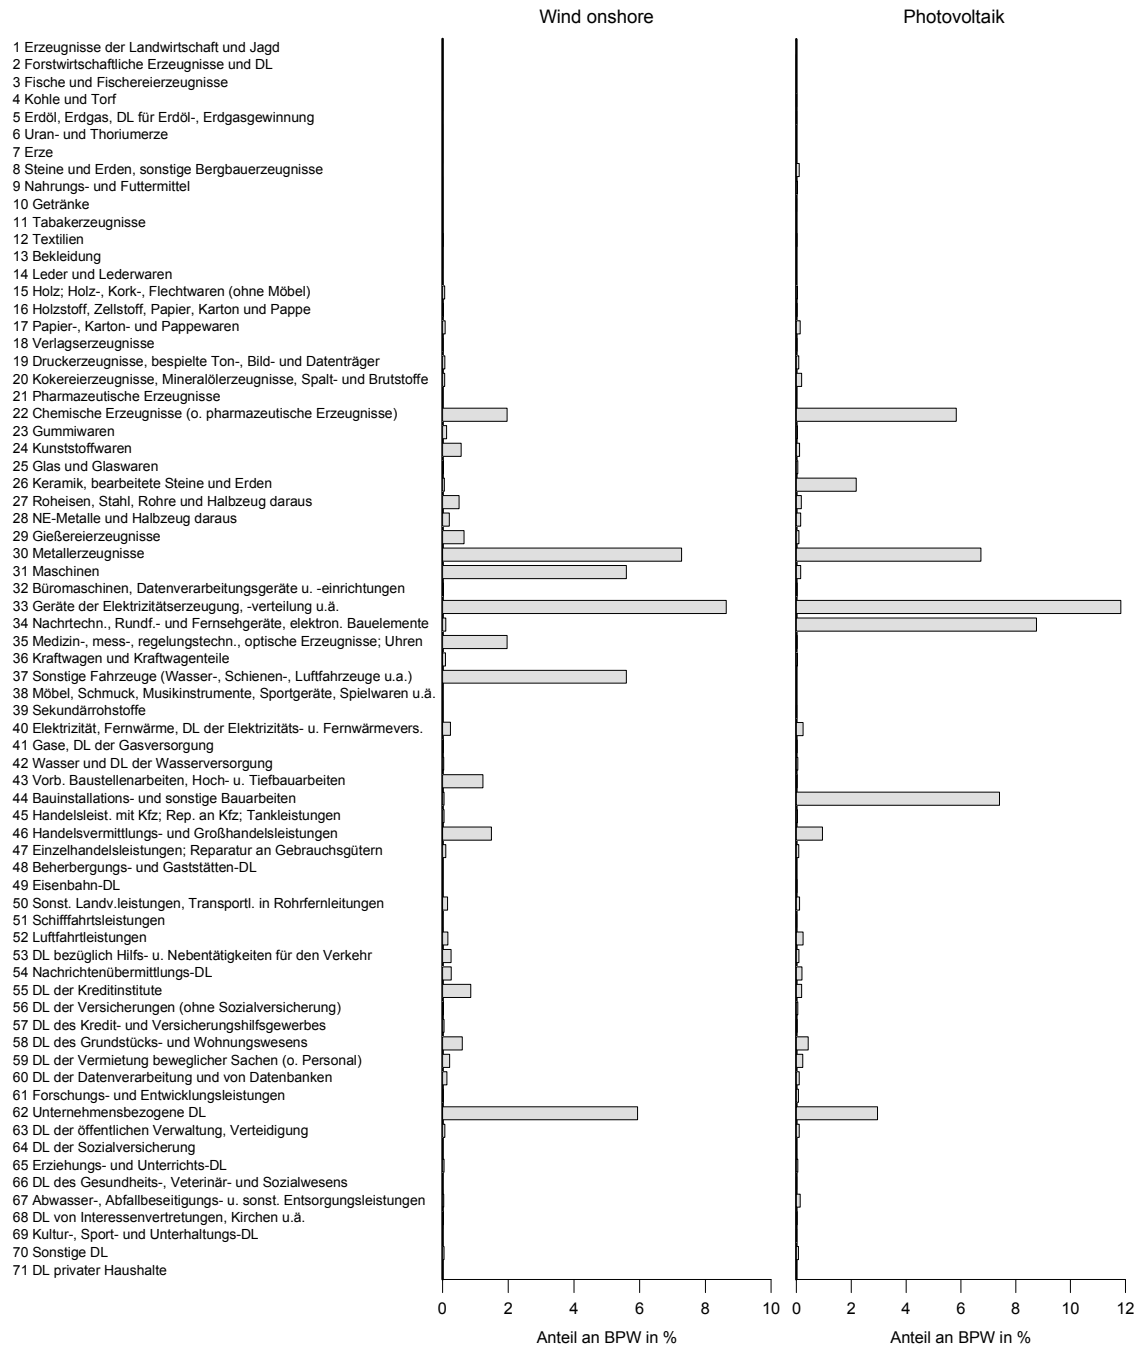 Wind onshore Photovoltaik
1 Erzeugnisse der Landwirtschaft und Jagd
2 Forstwirtschaftliche Erzeugnisse und DL
3 Fische und Fischereierzeugnisse
4 Kohle und Torf
5 Erdöl, Erdgas, DL für Erdöl-, Erdgasgewinnung
6 Uran- und Thoriumerze
7 Erze
8 Steine und Erden, sonstige Bergbauerzeugnisse
9 Nahrungs- und Futtermittel
10 Getränke
11 Tabakerzeugnisse
12 Textilien
13 Bekleidung
14 Leder und Lederwaren
15 Holz; Holz-, Kork-, Flechtwaren (ohne Möbel)
16 Holzstoff, Zellstoff, Papier, Karton und Pappe
17 Papier-, Karton- und Pappewaren
18 Verlagserzeugnisse
19 Druckerzeugnisse, bespielte Ton-, Bild- und Datenträger
20 Kokereierzeugnisse, Mineralölerzeugnisse, Spalt- und Brutstoffe
21 Pharmazeutische Erzeugnisse
22 Chemische Erzeugnisse (o. pharmazeutische Erzeugnisse)
23 Gummiwaren
24 Kunststoffwaren
25 Glas und Glaswaren
26 Keramik, bearbeitete Steine und Erden
27 Roheisen, Stahl, Rohre und Halbzeug daraus
28 NE-Metalle und Halbzeug daraus
29 Gießereierzeugnisse
30 Metallerzeugnisse
31 Maschinen
32 Büromaschinen, Datenverarbeitungsgeräte u. -einrichtungen
33 Geräte der Elektrizitätserzeugung, -verteilung u.ä.
34 Nachrtechn., Rundf.- und Fernsehgeräte, elektron. Bauelemente
35 Medizin-, mess-, regelungstechn., optische Erzeugnisse; Uhren
36 Kraftwagen und Kraftwagenteile
37 Sonstige Fahrzeuge (Wasser-, Schienen-, Luftfahrzeuge u.a.)
38 Möbel, Schmuck, Musikinstrumente, Sportgeräte, Spielwaren u.ä.
39 Sekundärrohstoffe
40 Elektrizität, Fernwärme, DL der Elektrizitäts- u. Fernwärmevers.
41 Gase, DL der Gasversorgung
42 Wasser und DL der Wasserversorgung
43 Vorb. Baustellenarbeiten, Hoch- u. Tiefbauarbeiten
44 Bauinstallations- und sonstige Bauarbeiten
45 Handelsleist. mit Kfz; Rep. an Kfz; Tankleistungen
46 Handelsvermittlungs- und Großhandelsleistungen
47 Einzelhandelsleistungen; Reparatur an Gebrauchsgütern
48 Beherbergungs- und Gaststätten-DL
49 Eisenbahn-DL
50 Sonst. Landv.leistungen, Transportl. in Rohrfernleitungen
51 Schifffahrtsleistungen
52 Luftfahrtleistungen
53 DL bezüglich Hilfs- u. Nebentätigkeiten für den Verkehr
54 Nachrichtenübermittlungs-DL
55 DL der Kreditinstitute
56 DL der Versicherungen (ohne Sozialversicherung)
57 DL des Kredit- und Versicherungshilfsgewerbes
58 DL des Grundstücks- und Wohnungswesens
59 DL der Vermietung beweglicher Sachen (o. Personal)
60 DL der Datenverarbeitung und von Datenbanken
61 Forschungs- und Entwicklungsleistungen
62 Unternehmensbezogene DL
63 DL der öffentlichen Verwaltung, Verteidigung
64 DL der Sozialversicherung
65 Erziehungs- und Unterrichts-DL
66 DL des Gesundheits-, Veterinär- und Sozialwesens
67 Abwasser-, Abfallbeseitigungs- u. sonst. Entsorgungsleistungen
68 DL von Interessenvertretungen, Kirchen u.ä.
69 Kultur-, Sport- und Unterhaltungs-DL
70 Sonstige DL
71 DL privater Haushalte
0 2 4 6 8 10 0 2 4 6 8 10 12
Anteil an BPW in % Anteil an BPW in %